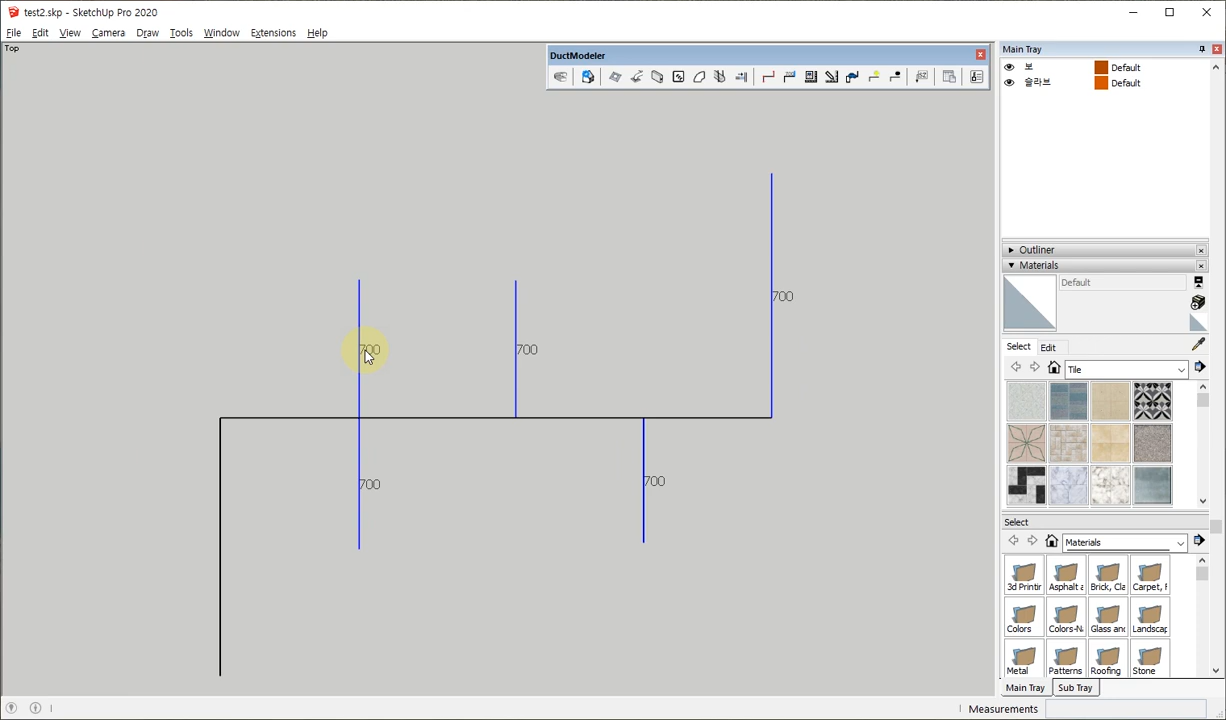 test2.skp - SketchUp Pro 2020
File Edit View Camera Draw Tools Window Extensions Help
Top
DuctModeler
Main Tray
보 Default
슬라브 Default
Outliner
Materials
Default
Select Edit
Tile
Select
Materials
3d Printir Asphalt a Brick, Cla Carpet, F
Colors Colors-Na Glass and Landscap
Metal Patterns Roofing Stone
Main Tray Sub Tray
Measurements
700
700
700
700
700